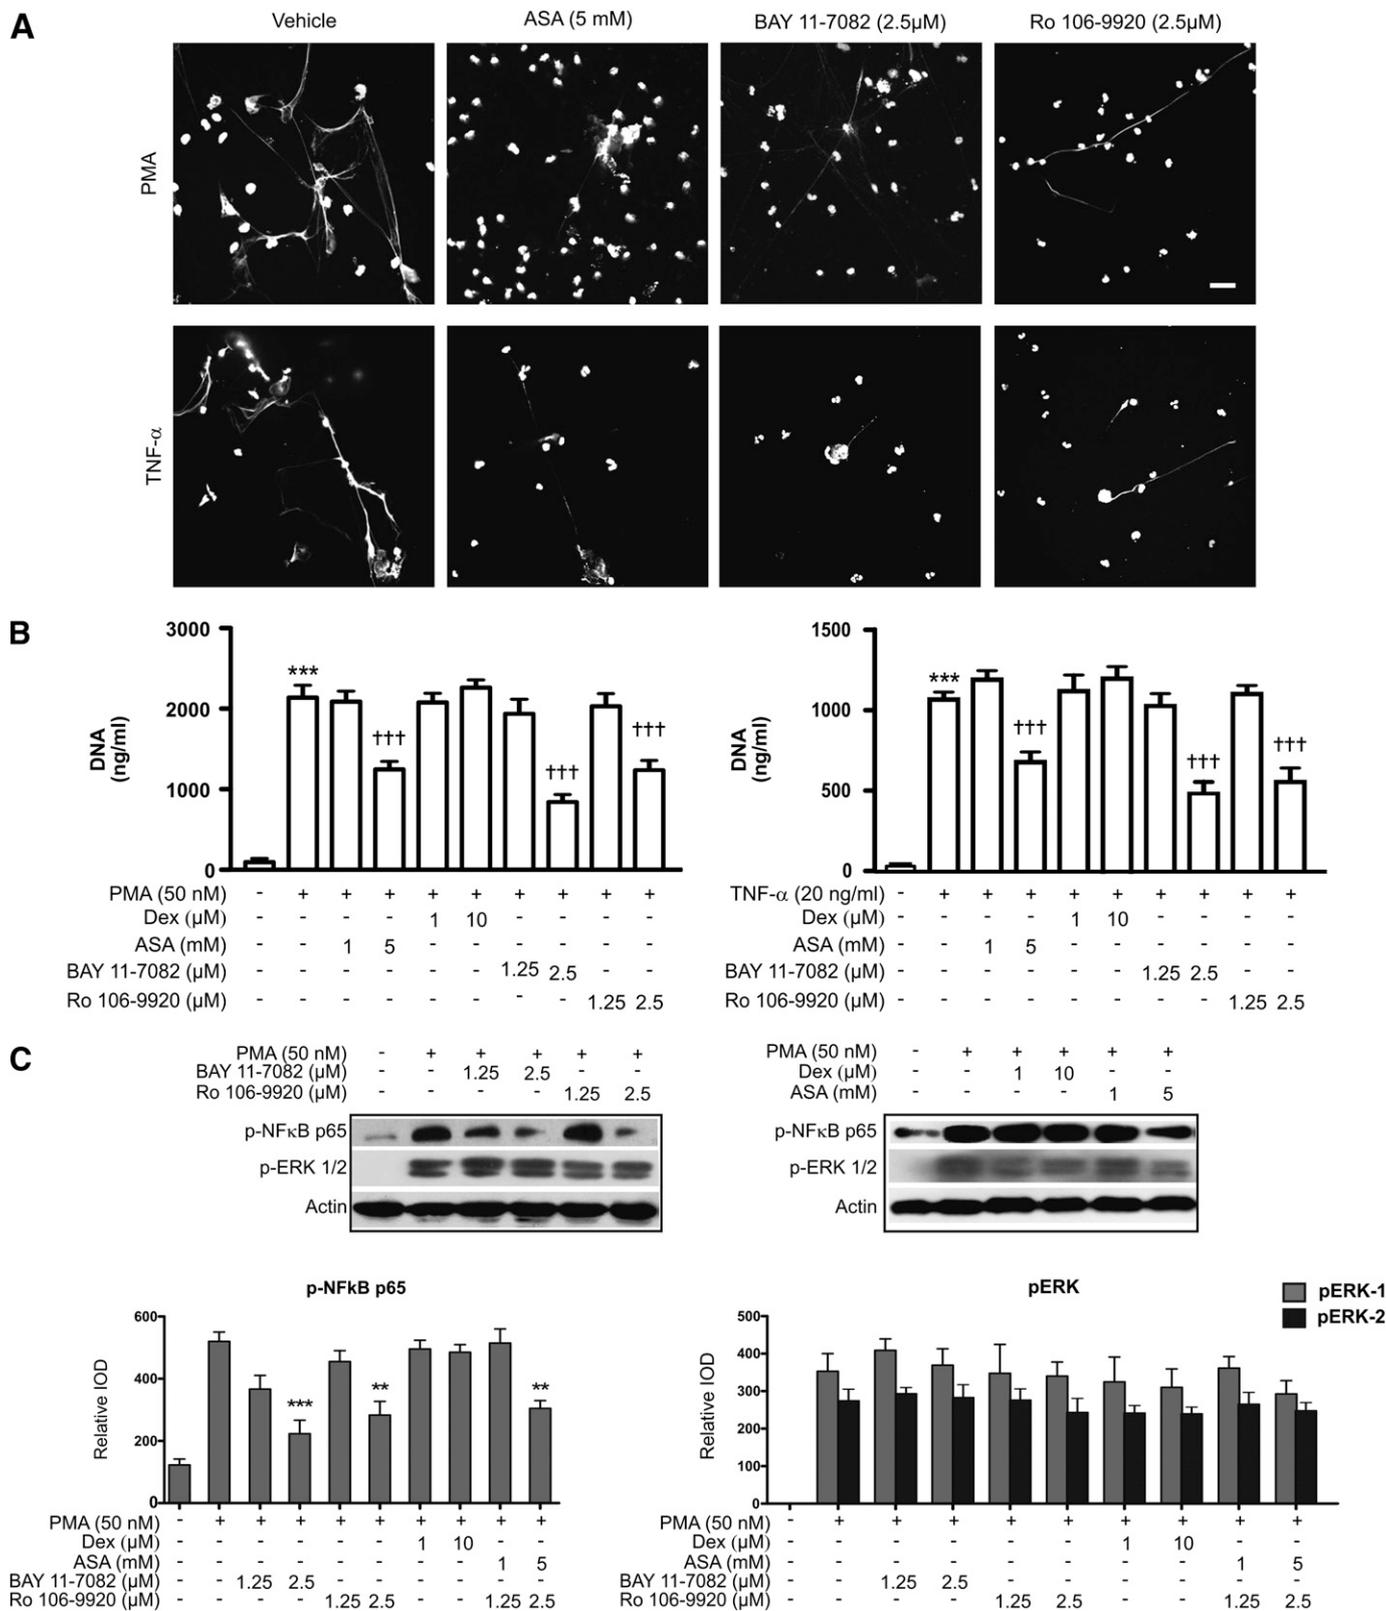 A
Vehicle ASA (5 mM) BAY 11-7082 (2.5µM) Ro 106-9920 (2.5µM)
PMA
TNF-α
B
3000
2000
1000
0
DNA
(ng/ml)
*** ††† ††† †††
PMA (50 nM) - + + + + + + + + +
Dex (µM) - - - - 1 10 - - - -
ASA (mM) - - 1 5 - - - - - -
BAY 11-7082 (µM) - - - - - - 1.25 2.5 - -
Ro 106-9920 (µM) - - - - - - - - 1.25 2.5
1500
1000
500
0
DNA
(ng/ml)
*** ††† ††† †††
TNF-α (20 ng/ml) - + + + + + + + + +
Dex (µM) - - - - 1 10 - - - -
ASA (mM) - - 1 5 - - - - - -
BAY 11-7082 (µM) - - - - - - 1.25 2.5 - -
Ro 106-9920 (µM) - - - - - - - - 1.25 2.5
C
PMA (50 nM) - + + + + +
BAY 11-7082 (µM) - - 1.25 2.5 - -
Ro 106-9920 (µM) - - - - 1.25 2.5
p-NFκB p65
p-ERK 1/2
Actin
PMA (50 nM) - + + + + +
Dex (µM) - - 1 10 - -
ASA (mM) - - - - 1 5
p-NFκB p65
p-ERK 1/2
Actin
p-NFkB p65
600
400
200
0
Relative IOD
*** ** **
PMA (50 nM) - + + + + + + + + +
Dex (µM) - - - - - - 1 10 - -
ASA (mM) - - - - - - - - 1 5
BAY 11-7082 (µM) - - 1.25 2.5 - - - - - -
Ro 106-9920 (µM) - - - - 1.25 2.5 - - 1.25 2.5
pERK
pERK-1
pERK-2
500
400
300
200
100
0
Relative IOD
PMA (50 nM) - + + + + + + + + +
Dex (µM) - - - - - - 1 10 - -
ASA (mM) - - - - - - - - 1 5
BAY 11-7082 (µM) - - 1.25 2.5 - - - - - -
Ro 106-9920 (µM) - - - - 1.25 2.5 - - 1.25 2.5